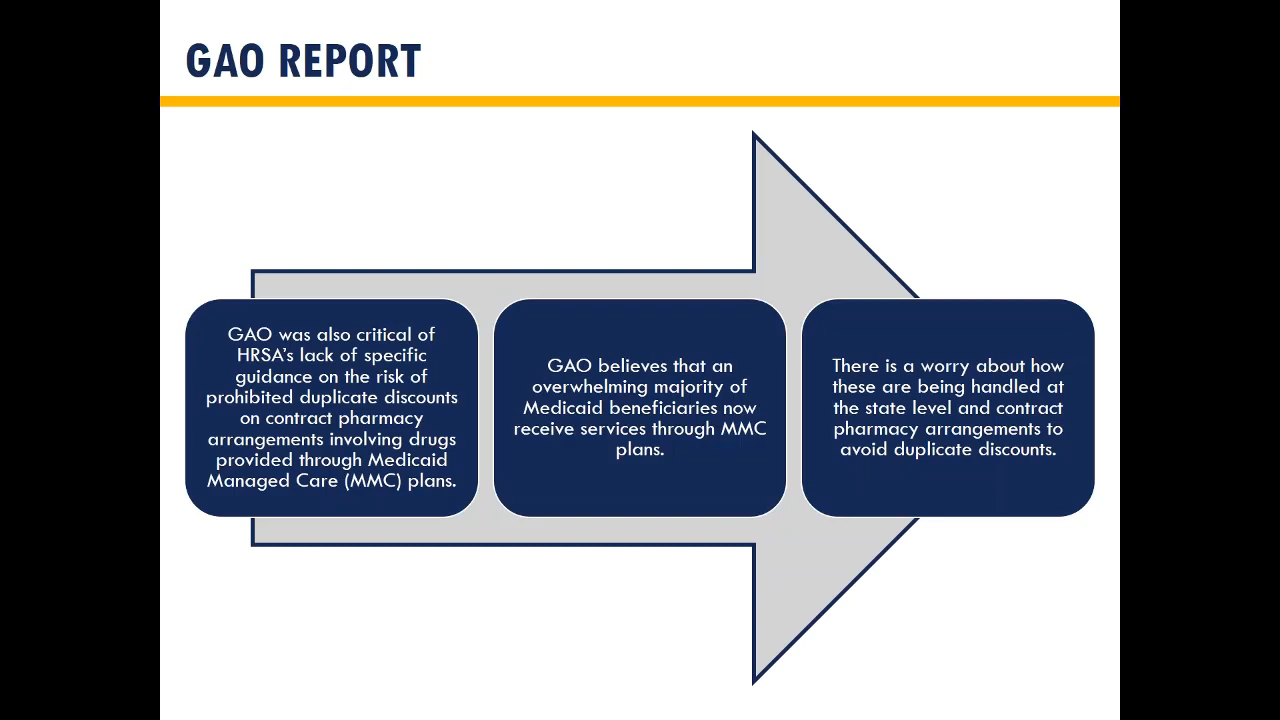 GAO REPORT
GAO was also critical of
HRSA's lack of specific
guidance on the risk of
prohibited duplicate discounts
on contract pharmacy
arrangements involving drugs
provided through Medicaid
Managed Care (MMC) plans.
GAO believes that an
overwhelming majority of
Medicaid beneficiaries now
receive services through MMC
plans.
There is a worry about how
these are being handled at
the state level and contract
pharmacy arrangements to
avoid duplicate discounts.